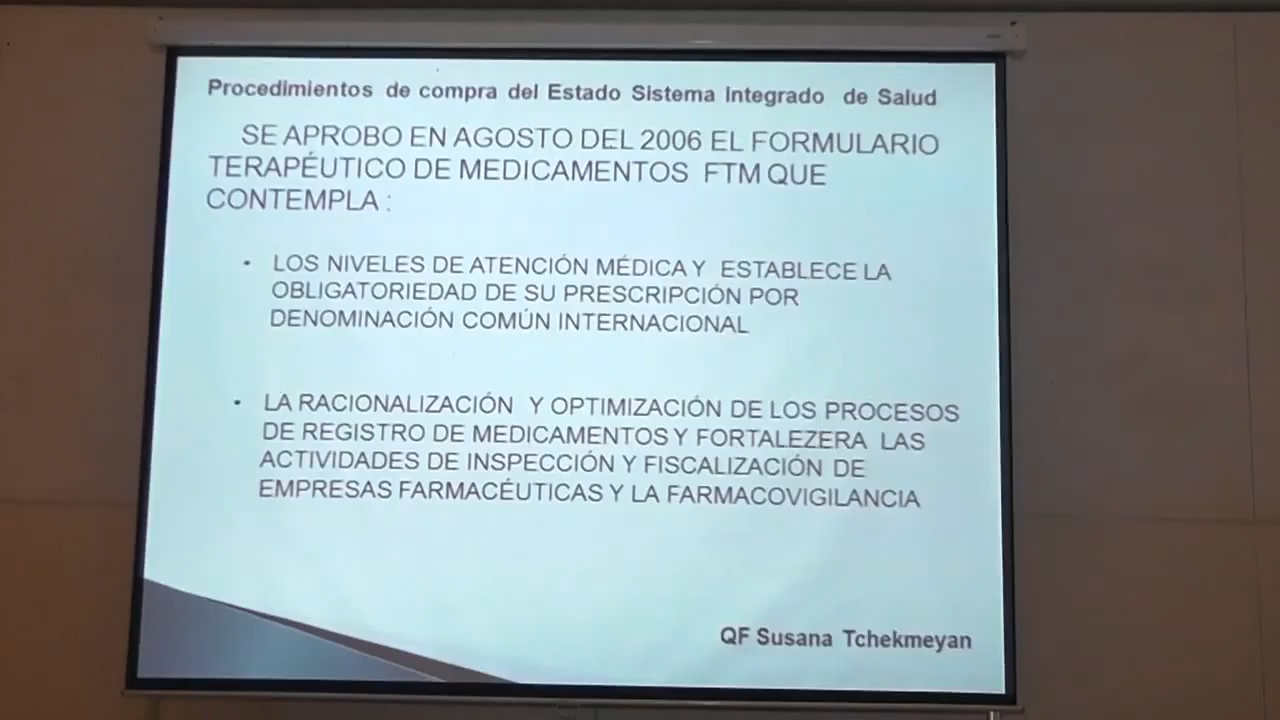 Procedimientos de compra del Estado Sistema Integrado de Salud
SE APROBO EN AGOSTO DEL 2006 EL FORMULARIO
TERAPÉUTICO DE MEDICAMENTOS FTM QUE
CONTEMPLA :
• LOS NIVELES DE ATENCIÓN MÉDICA Y ESTABLECE LA
OBLIGATORIEDAD DE SU PRESCRIPCIÓN POR
DENOMINACIÓN COMÚN INTERNACIONAL
• LA RACIONALIZACIÓN Y OPTIMIZACIÓN DE LOS PROCESOS
DE REGISTRO DE MEDICAMENTOS Y FORTALEZERA LAS
ACTIVIDADES DE INSPECCIÓN Y FISCALIZACIÓN DE
EMPRESAS FARMACÉUTICAS Y LA FARMACOVIGILANCIA
QF Susana Tchekmeyan